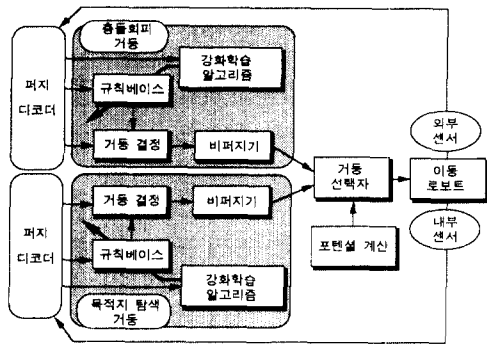 충돌회피
거동
강화학습
알고리즘
퍼지
디코더
규칙베이스
거동 결정
비퍼지기
외부
센서
거동
선택자
이동
로보트
퍼지
디코더
거동 결정
비퍼지기
내부
센서
포텐셜 계산
규칙베이스
강화학습
알고리즘
목적지 탐색
거동